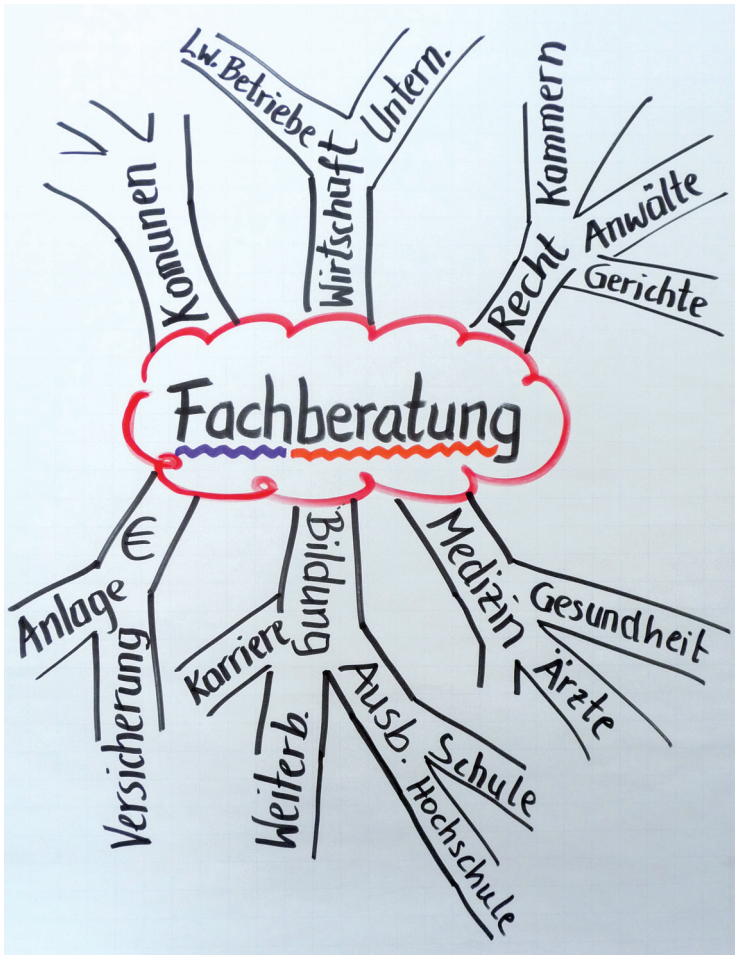 L.w. Betriebe
Untern.
Wirtschaft
Komunen
Kammern
Anwälte
Gerichte
Recht
Fachberatung
€
Anlage
Versicherung
Bildung
Karriere
Weiterb.
Ausb.
Schule
Hochschule
Medizin
Gesundheit
Ärzte